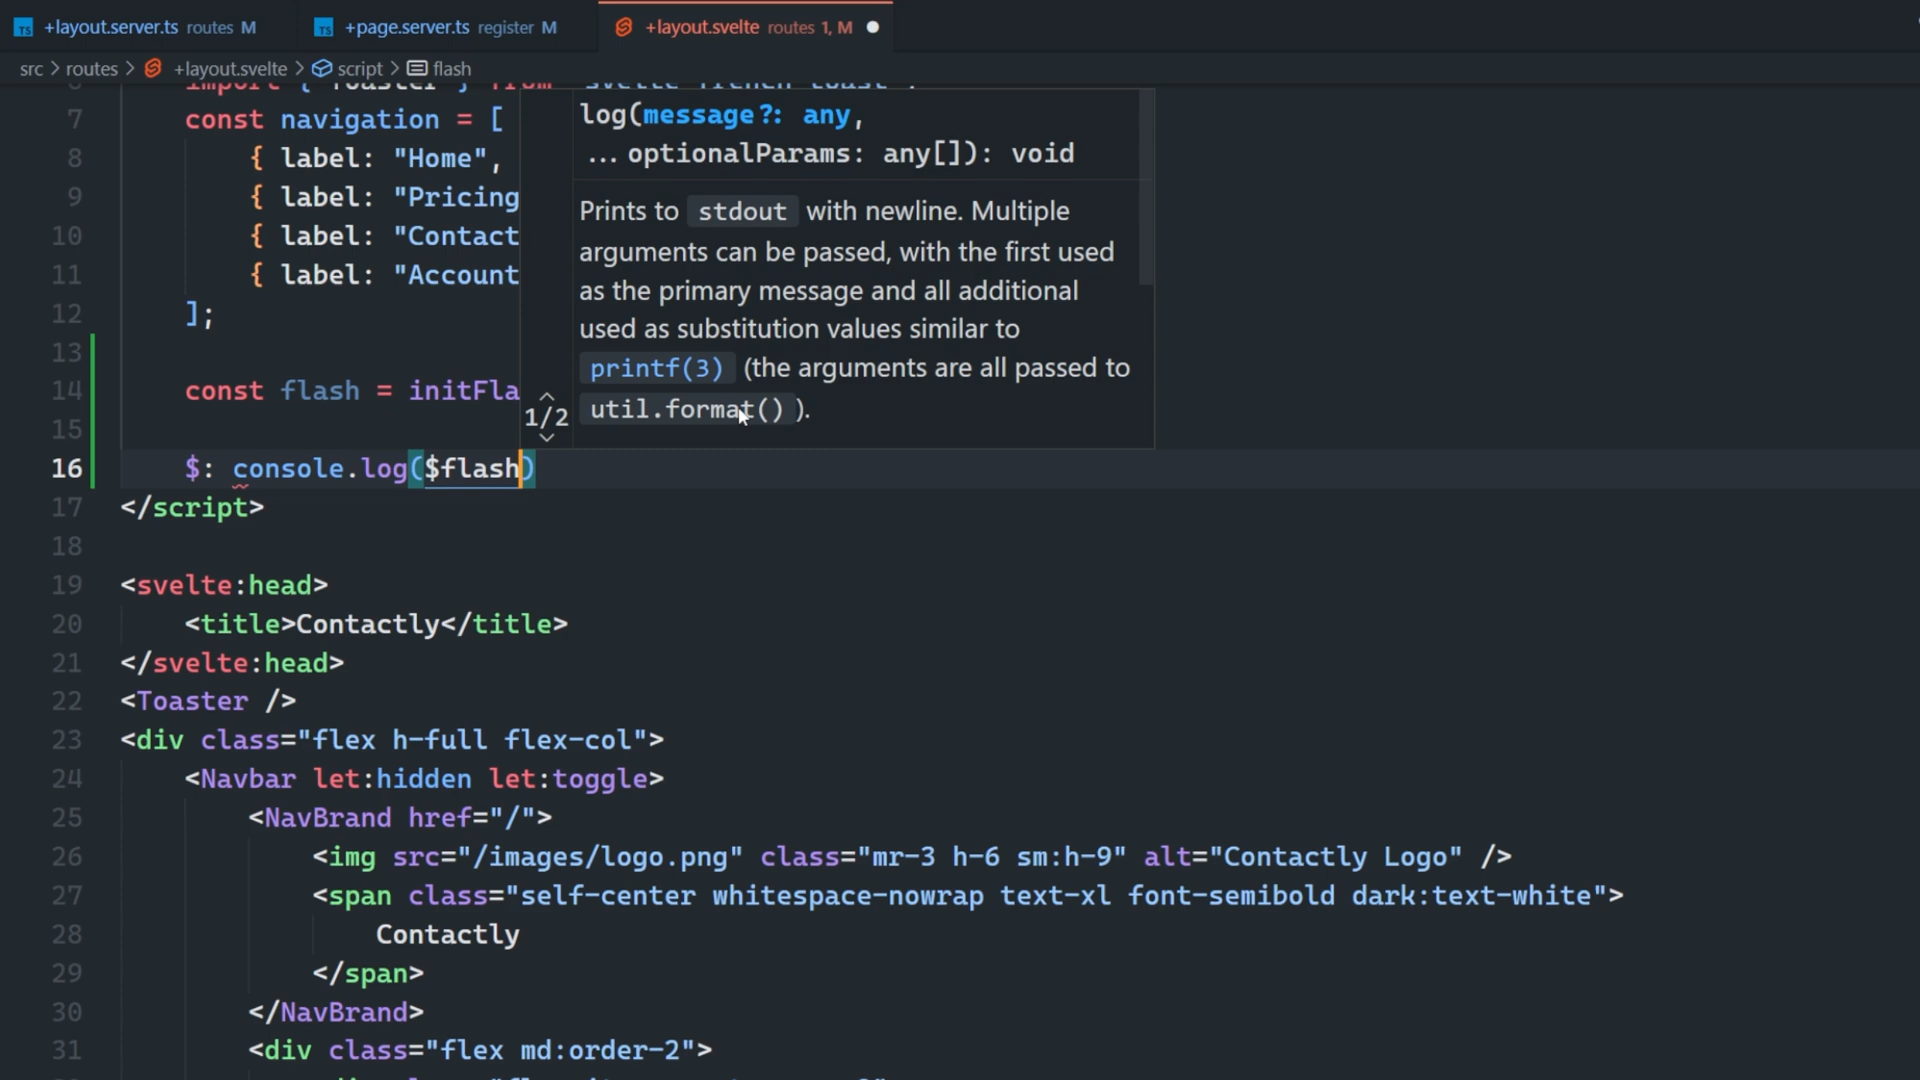 +layout.server.ts routes M +page.server.ts register M +layout.svelte routes 1, M
src > routes > +layout.svelte > script > flash
import { Toaster } from "svelte-french-toast";
7 const navigation = [
8 { label: "Home",
9 { label: "Pricing
10 { label: "Contact
11 { label: "Account
12 ];
13
14 const flash = initFla
15
16 $: console.log($flash)
17 </script>
18
19 <svelte:head>
20 <title>Contactly</title>
21 </svelte:head>
22 <Toaster />
23 <div class="flex h-full flex-col">
24 <Navbar let:hidden let:toggle>
25 <NavBrand href="/">
26 <img src="/images/logo.png" class="mr-3 h-6 sm:h-9" alt="Contactly Logo" />
27 <span class="self-center whitespace-nowrap text-xl font-semibold dark:text-white">
28 Contactly
29 </span>
30 </NavBrand>
31 <div class="flex md:order-2">
log(message?: any,
... optionalParams: any[]): void
Prints to stdout with newline. Multiple
arguments can be passed, with the first used
as the primary message and all additional
used as substitution values similar to
printf(3) (the arguments are all passed to
util.format() ).
1/2